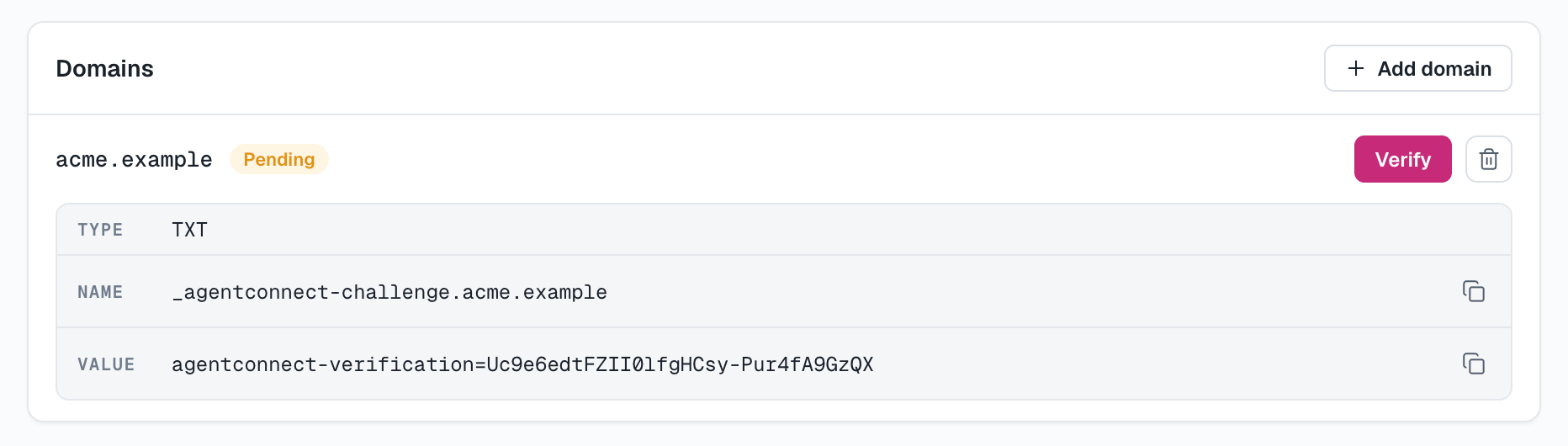 Domains
Add domain
acme.example Pending
Verify
TYPE TXT
NAME _agentconnect-challenge.acme.example
VALUE agentconnect-verification=Uc9e6edtFZII0lfgHCsy-Pur4fA9GzQX